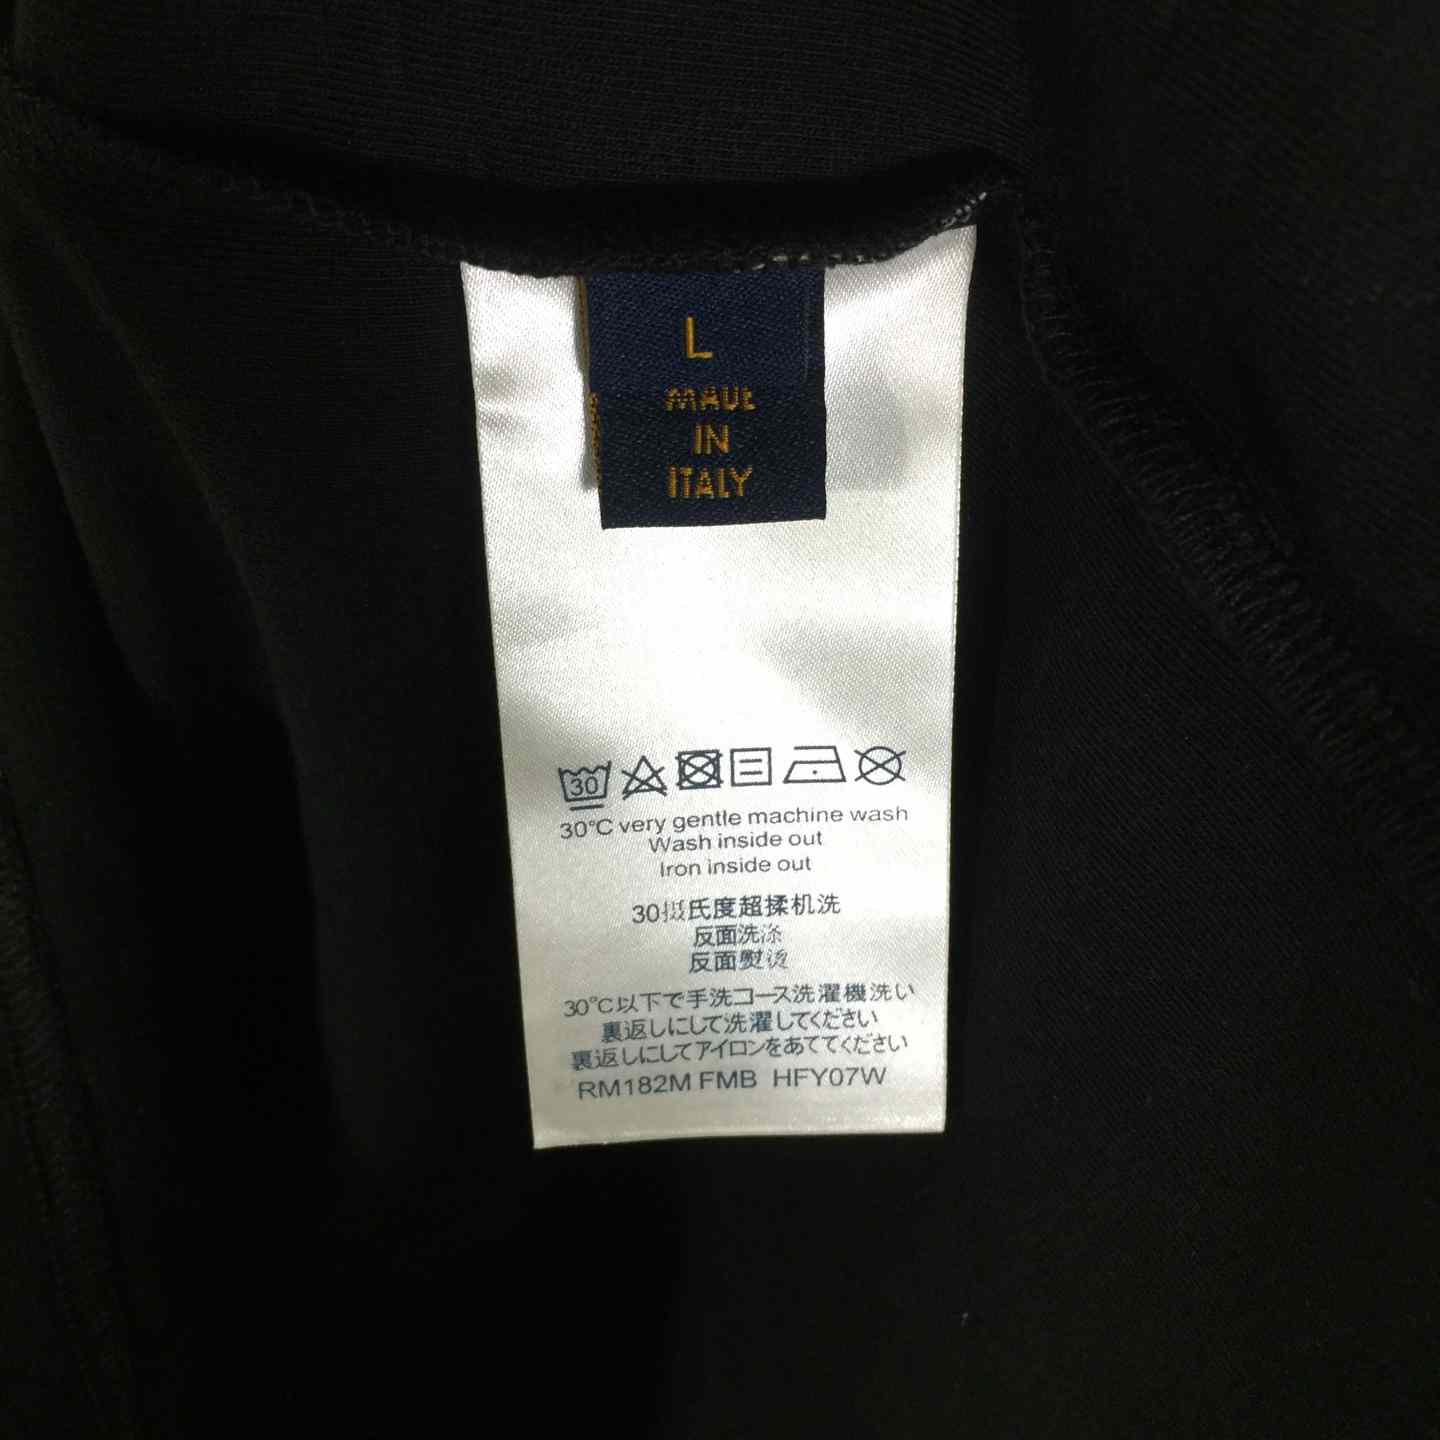 L
MADE
IN
ITALY
30
30°C very gentle machine wash
Wash inside out
Iron inside out
30摄氏度超揉机洗
反面洗涤
反面熨烫
30℃以下で手洗コース洗濯機洗い
裏返しにして洗濯してください
裏返しにしてアイロンをあててください
RM182M FMB HFY07W